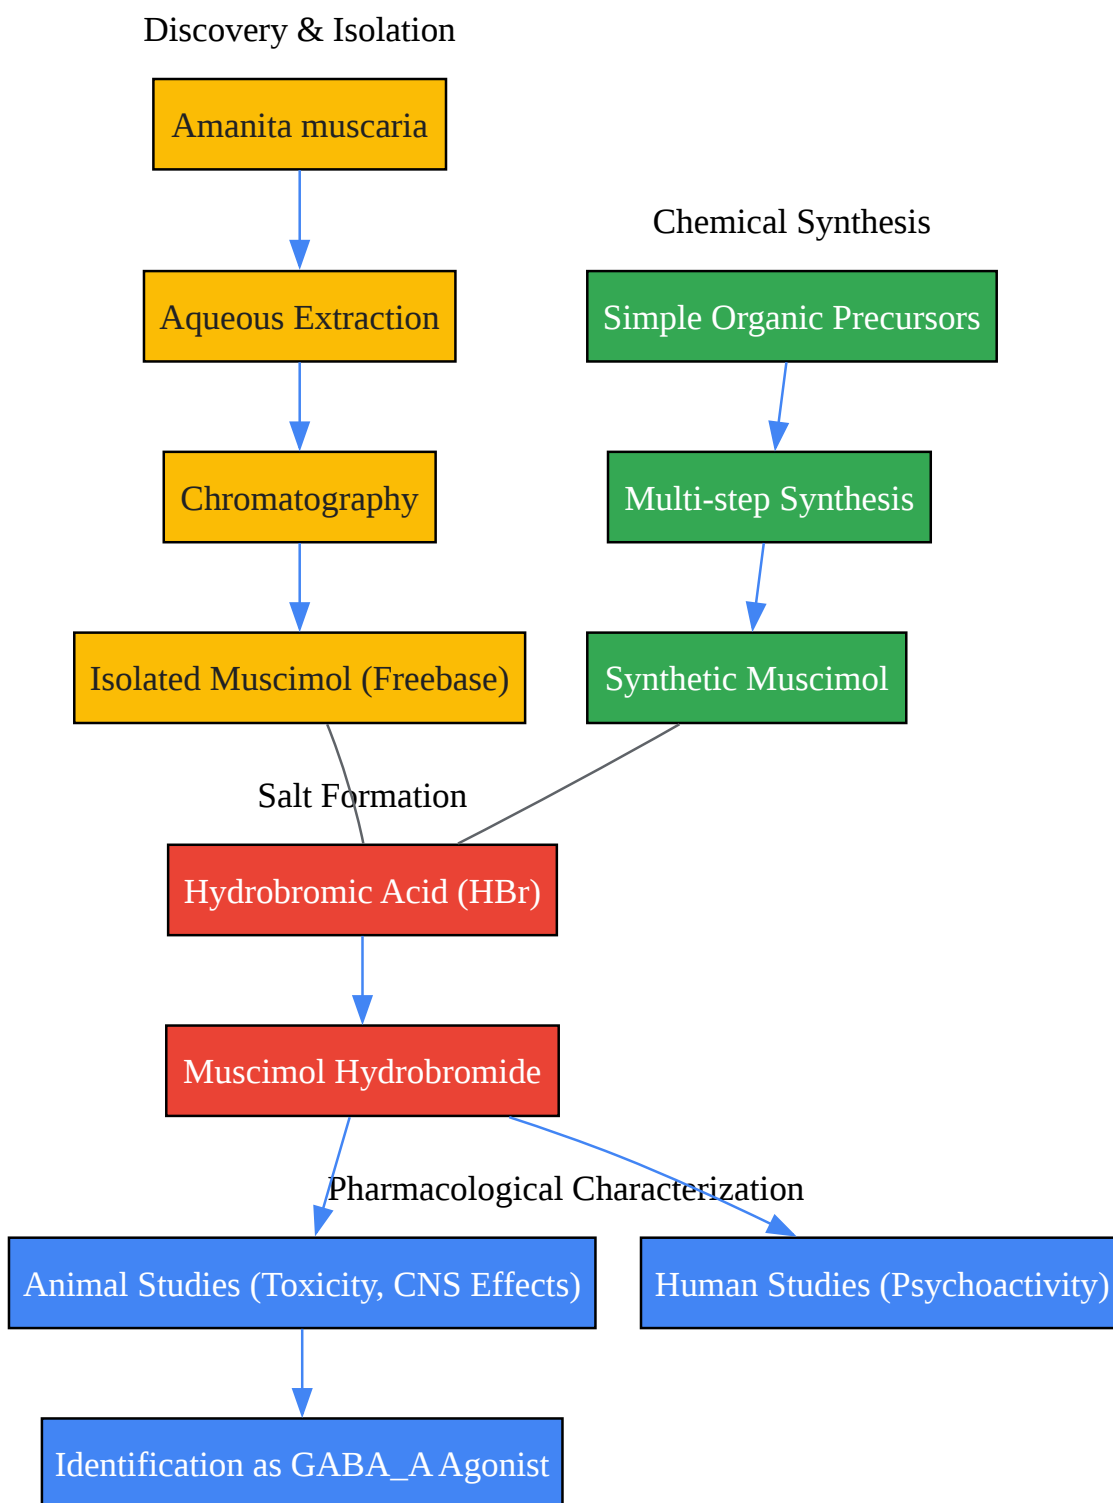 Discovery & Isolation
Amanita muscaria
Chemical Synthesis
Aqueous Extraction
Simple Organic Precursors
Chromatography
Multi-step Synthesis
Isolated Muscimol (Freebase)
Synthetic Muscimol
Salt Formation
Hydrobromic Acid (HBr)
Muscimol Hydrobromide
Pharmacological Characterization
Animal Studies (Toxicity, CNS Effects)
Human Studies (Psychoactivity)
Identification as GABA_A Agonist